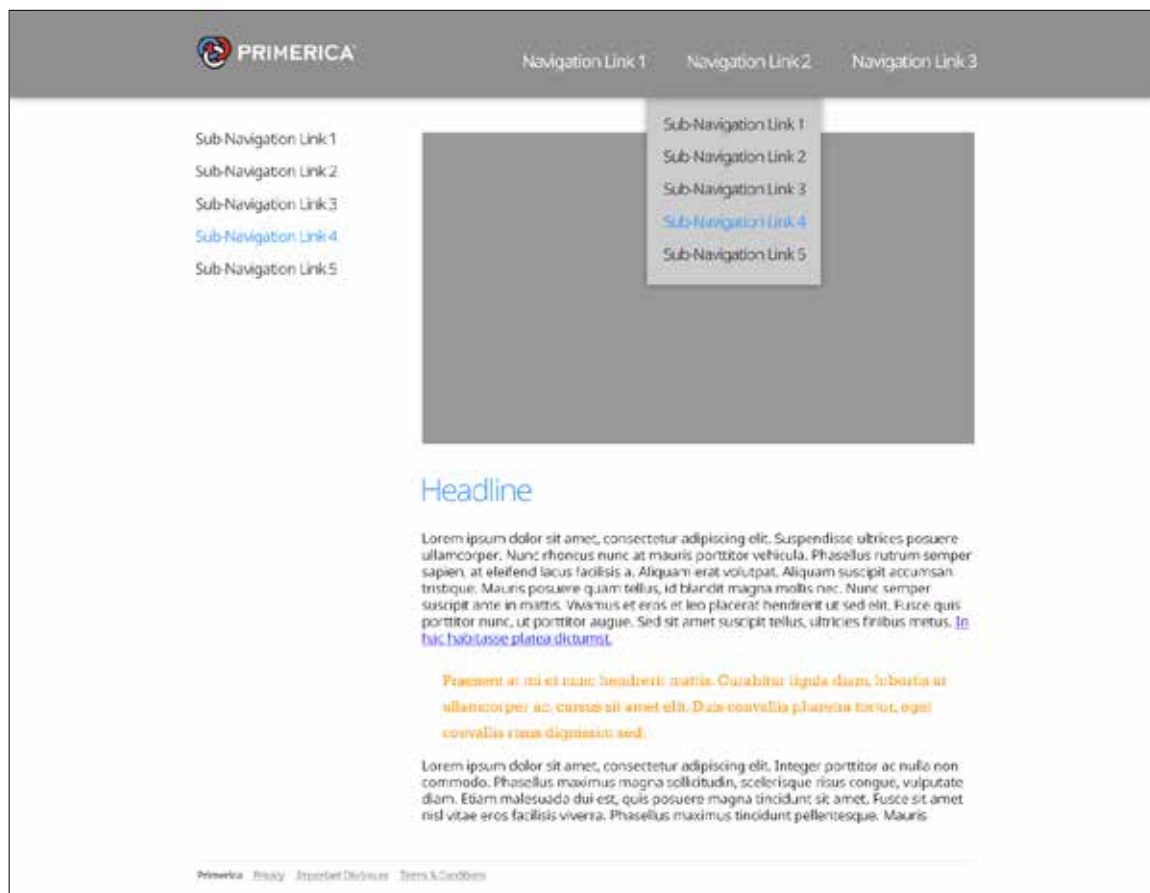 PRIMERICA
Navigation Link 1
Navigation Link 2
Navigation Link 3
Sub-Navigation Link 1
Sub-Navigation Link 2
Sub-Navigation Link 3
Sub-Navigation Link 4
Sub-Navigation Link 5
Sub-Navigation Link 1
Sub-Navigation Link 2
Sub-Navigation Link 3
Sub-Navigation Link 4
Sub-Navigation Link 5
Headline
Lorem ipsum dolor sit amet, consectetur adipiscing elit. Suspendisse ultrices posuere
ullamcorper. Nunc rhoncus nunc at mauris porttitor vehicula. Phasellus rutrum semper
sapien, at eleifend lacus facilisis a. Aliquam erat volutpat. Aliquam suscipit accumsan
tristique. Mauris posuere quam tellus, id blandit magna mollis nec. Nunc semper
suscipit ante in mattis. Vivamus et eros et leo placerat hendrerit ut sed elit. Fusce quis
porttitor nunc, ut porttitor augue. Sed sit amet suscipit tellus, ultricies finibus metus. In
hac habitasse platea dictumst.
Praesent at mi et nunc hendrerit mattis. Curabitur ligula diam, lobortis ut
ullamcorper ac, cursus sit amet elit. Duis convallis pharetra tortor, eget
convallis risus dignissim sed.
Lorem ipsum dolor sit amet, consectetur adipiscing elit. Integer porttitor ac nulla non
commodo. Phasellus maximus magna sollicitudin, scelerisque risus congue, vulputate
diam. Etiam malesuada dui est, quis posuere magna tincidunt sit amet. Fusce sit amet
nisl vitae eros facilisis viverra. Phasellus maximus tincidunt pellentesque. Mauris
Primerica Privacy Important Disclosure Terms & Conditions